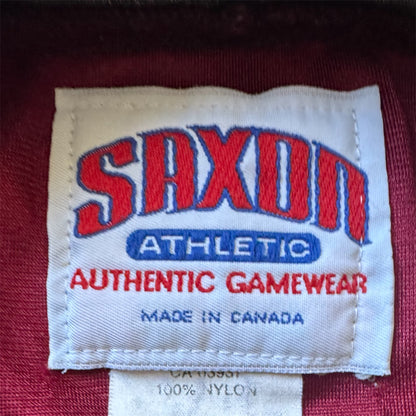 SAXON
ATHLETIC
AUTHENTIC GAMEWEAR
MADE IN CANADA
100% NYLON